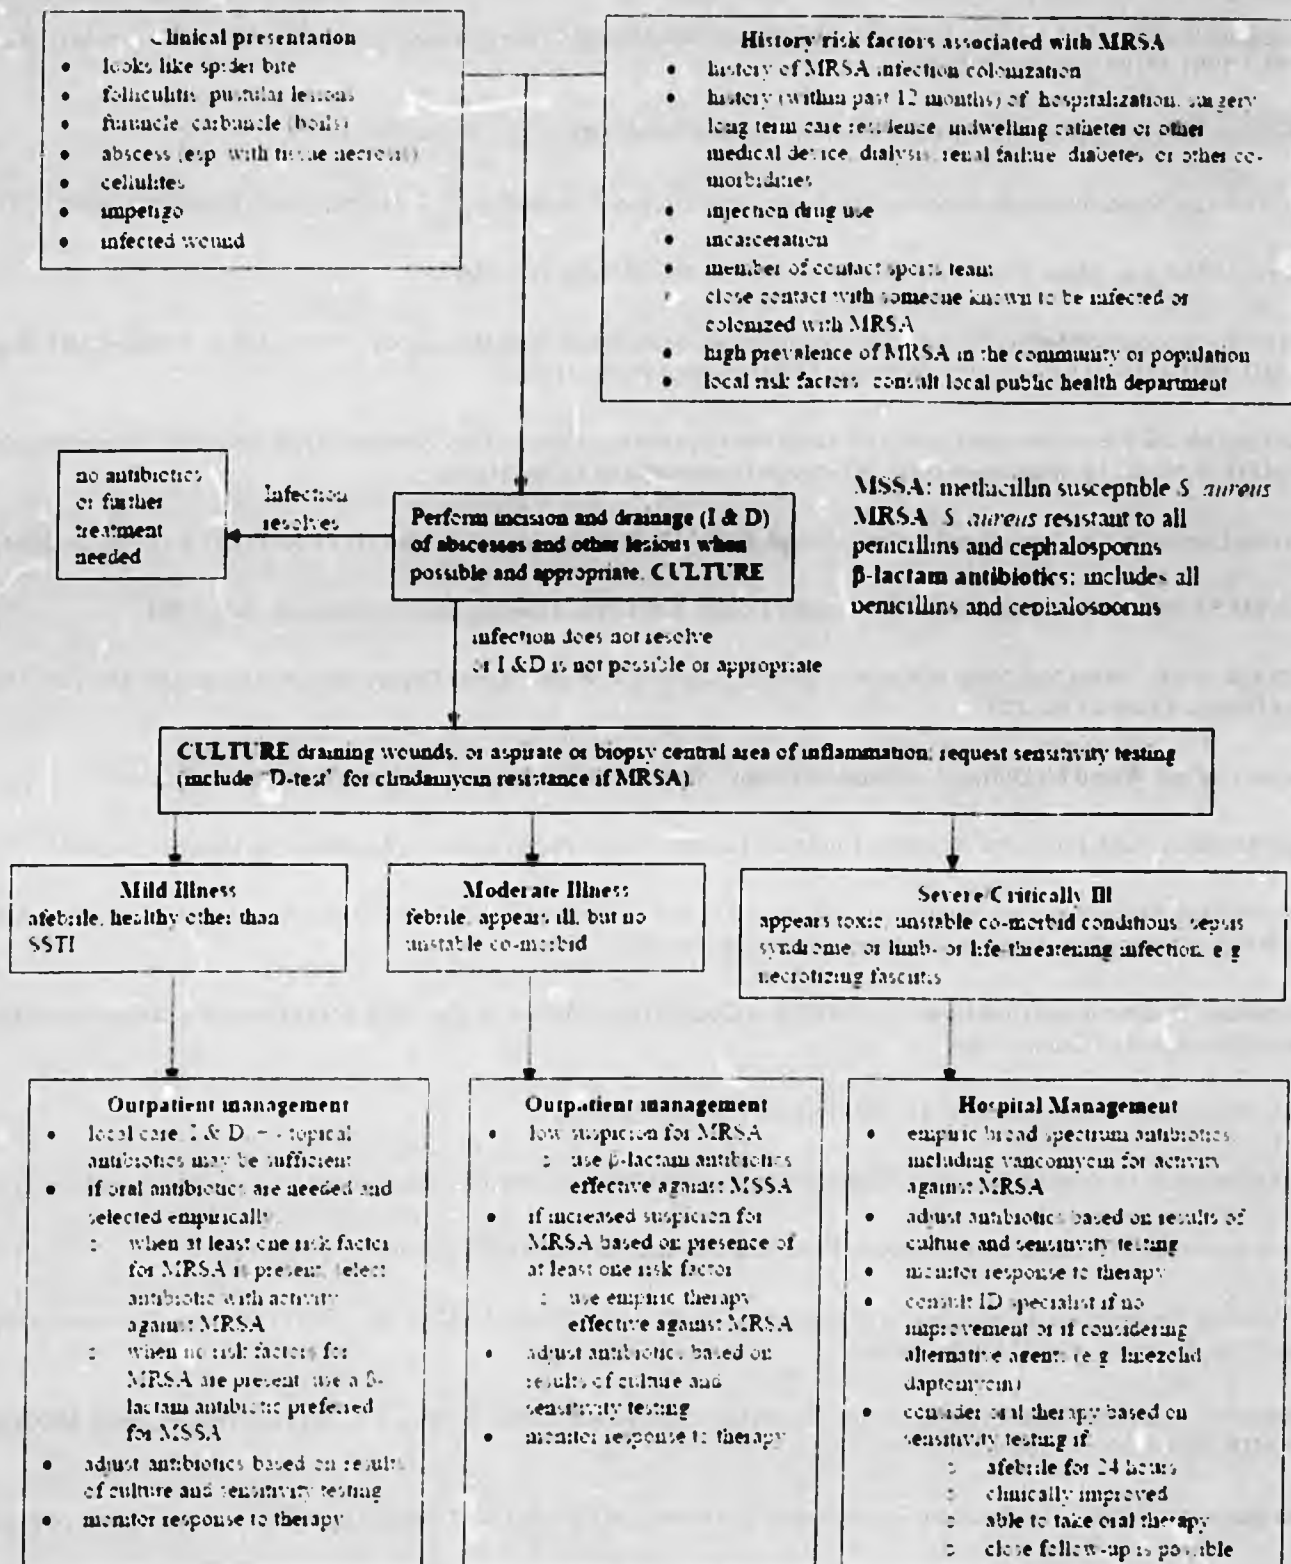 Clinical presentation
• looks like spider bite
• folliculitis, pustular lesions
• furuncle, carbuncle (boils)
• abscess (esp. with tissue necrosis)
• cellulites
• impetigo
• infected wound
History/risk factors associated with MRSA
• history of MRSA infection colonization
• history (within past 12 months) of hospitalization, surgery
long term care residence, indwelling catheter or other
medical device, dialysis, renal failure, diabetes, or other co-
morbidities
• injection drug use
• incarceration
• member of contact sports team
• close contact with someone known to be infected or
colonized with MRSA
• high prevalence of MRSA in the community or population
• local risk factors consult local public health department
no antibiotics
or further
treatment
needed
Infection
resolves
Perform incision and drainage (I & D)
of abscesses and other lesions when
possible and appropriate. CULTURE
MSSA: methicillin susceptible S. aureus
MRSA S. aureus resistant to all
penicillins and cephalosporins
β-lactam antibiotics: includes all
penicillins and cephalosporins
infection does not resolve
or I &D is not possible or appropriate
CULTURE draining wounds, or aspirate or biopsy central area of inflammation; request sensitivity testing
(include "D-test" for clindamycin resistance if MRSA).
Mild Illness
afebrile, healthy other than
SSTI
Moderate Illness
febrile, appears ill, but no
unstable co-morbid
Severe/Critically Ill
appears toxic, unstable co-morbid conditions, sepsis
syndrome, or limb- or life-threatening infection, e.g
necrotizing fasciitis
Outpatient management
• local care, I & D, topical
antibiotics may be sufficient
• if oral antibiotics are needed and
selected empirically
○ when at least one risk factor
for MRSA is present, select
antibiotic with activity
against MRSA
○ when no risk factors for
MRSA are present, use a β-
lactam antibiotic preferred
for MSSA
• adjust antibiotics based on results
of culture and sensitivity testing
• monitor response to therapy
Outpatient management
• low suspicion for MRSA
○ use β-lactam antibiotics
effective against MSSA
• if increased suspicion for
MRSA based on presence of
at least one risk factor
○ use empiric therapy
effective against MRSA
• adjust antibiotics based on
results of culture and
sensitivity testing
• monitor response to therapy
Hospital Management
• empiric broad spectrum antibiotics
including vancomycin for activity
against MRSA
• adjust antibiotics based on results of
culture and sensitivity testing
• monitor response to therapy
• consult ID specialist if no
improvement or if considering
alternative agents (e.g. linezolid
daptomycin)
• consider oral therapy based on
sensitivity testing if
○ afebrile for 24 hours
○ clinically improved
○ able to take oral therapy
○ close follow-up is possible